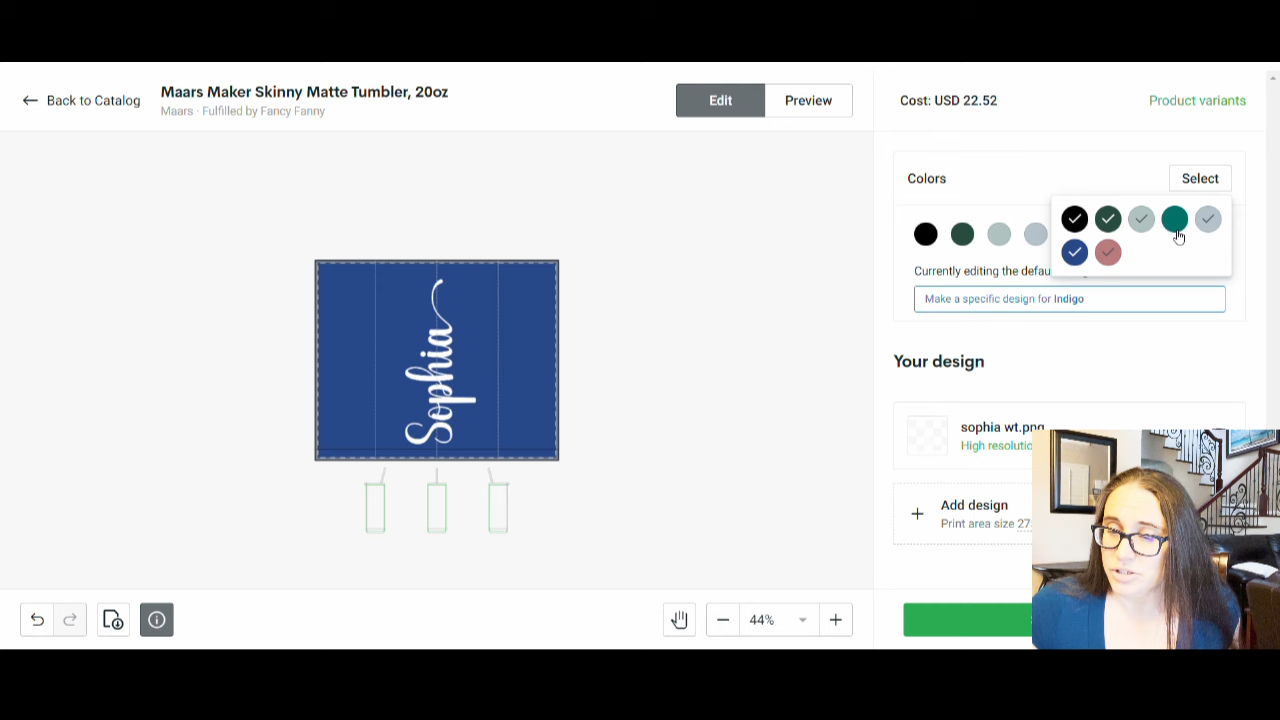 Back to Catalog
Maars Maker Skinny Matte Tumbler, 20oz
Maars · Fulfilled by Fancy Fanny
Edit
Preview
Cost: USD 22.52
Product variants
Colors
Select
Currently editing the
Make a specific design for Indigo
Sophia
Your design
sophia wt.png
High
Add design
Print area size 27
44%